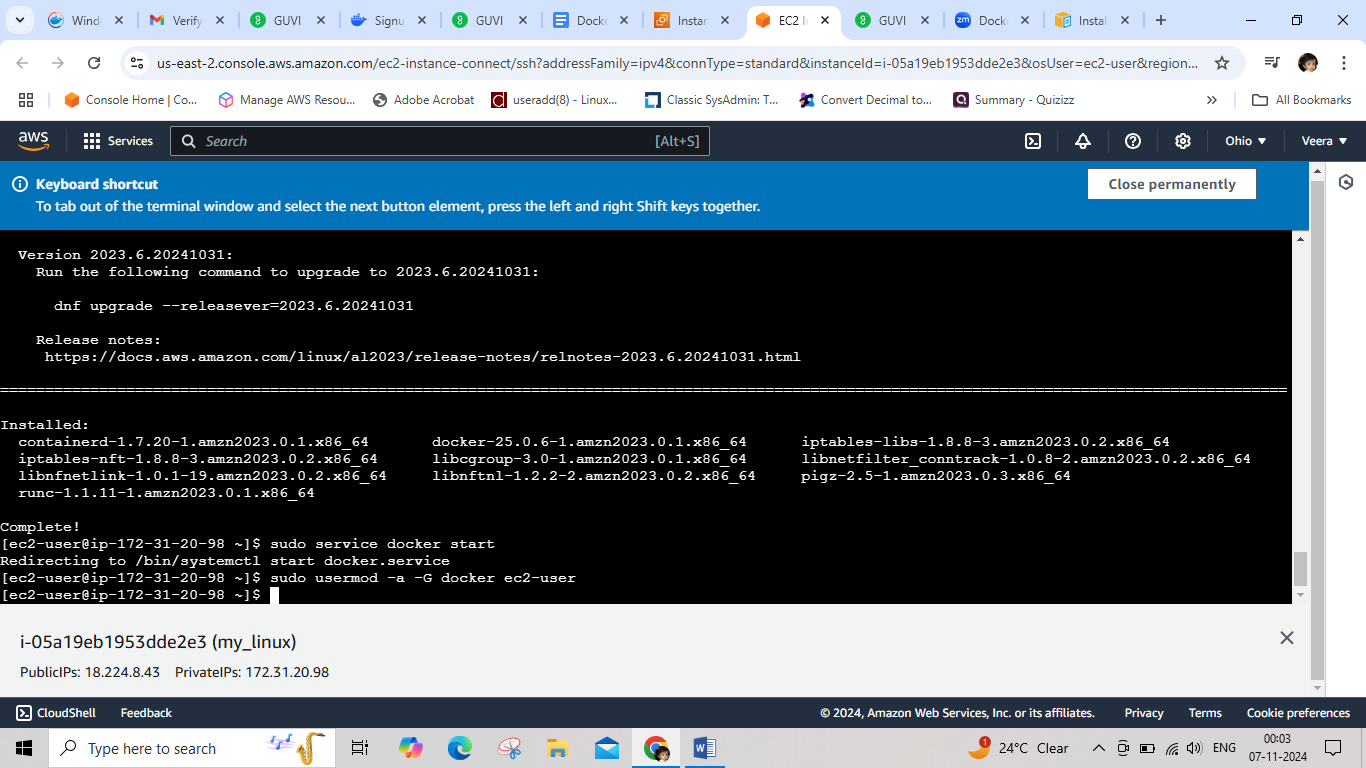 Windo
Verify
GUVI
Signu
GUVI
Docke
Instan
EC2 In
GUVI
Docke
Instal
us-east-2.console.aws.amazon.com/ec2-instance-connect/ssh?addressFamily=ipv4&connType=standard&instanceId=i-05a19eb1953dde2e3&osUser=ec2-user&region...
Console Home | Co...
Manage AWS Resou...
Adobe Acrobat
useradd(8) - Linux...
Classic SysAdmin: T...
Convert Decimal to...
Summary - Quizizz
All Bookmarks
aws
Services
Search
[Alt+S]
Ohio
Veera
Keyboard shortcut
To tab out of the terminal window and select the next button element, press the left and right Shift keys together.
Close permanently
Version 2023.6.20241031:
Run the following command to upgrade to 2023.6.20241031:
dnf upgrade --releasever=2023.6.20241031
Release notes:
https://docs.aws.amazon.com/linux/al2023/release-notes/relnotes-2023.6.20241031.html
================================================================================================================================================
Installed:
containerd-1.7.20-1.amzn2023.0.1.x86_64 docker-25.0.6-1.amzn2023.0.1.x86_64 iptables-libs-1.8.8-3.amzn2023.0.2.x86_64
iptables-nft-1.8.8-3.amzn2023.0.2.x86_64 libcgroup-3.0-1.amzn2023.0.1.x86_64 libnetfilter_conntrack-1.0.8-2.amzn2023.0.2.x86_64
libnfnetlink-1.0.1-19.amzn2023.0.2.x86_64 libnftnl-1.2.2-2.amzn2023.0.2.x86_64 pigz-2.5-1.amzn2023.0.3.x86_64
runc-1.1.11-1.amzn2023.0.1.x86_64
Complete!
[ec2-user@ip-172-31-20-98 ~]$ sudo service docker start
Redirecting to /bin/systemctl start docker.service
[ec2-user@ip-172-31-20-98 ~]$ sudo usermod -a -G docker ec2-user
[ec2-user@ip-172-31-20-98 ~]$
i-05a19eb1953dde2e3 (my_linux)
PublicIPs: 18.224.8.43 PrivateIPs: 172.31.20.98
CloudShell
Feedback
© 2024, Amazon Web Services, Inc. or its affiliates.
Privacy
Terms
Cookie preferences
Type here to search
1
24°C Clear
ENG
00:03
07-11-2024